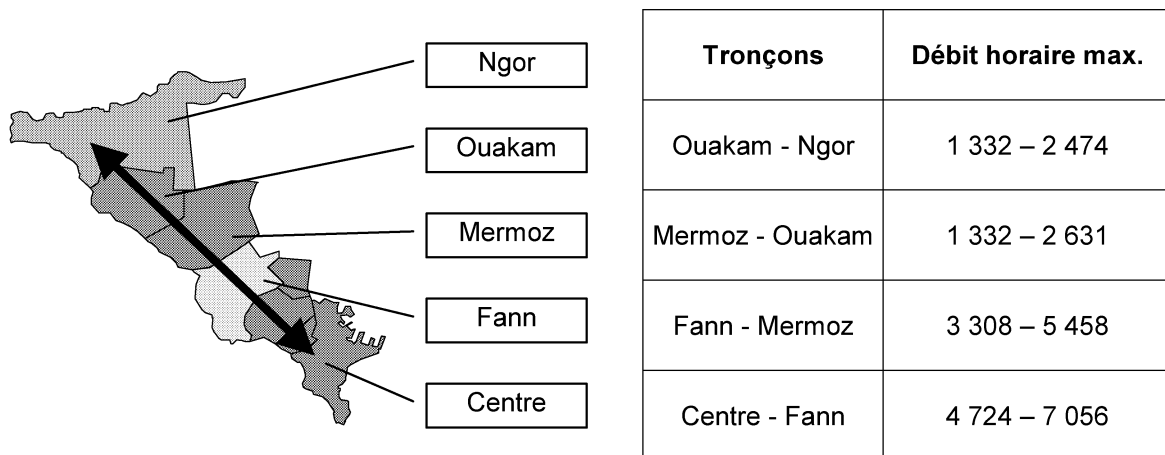 Ngor
Ouakam
Mermoz
Fann
Centre
Tronçons Débit horaire max.
Ouakam - Ngor 1 332 – 2 474
Mermoz - Ouakam 1 332 – 2 631
Fann - Mermoz 3 308 – 5 458
Centre - Fann 4 724 – 7 056